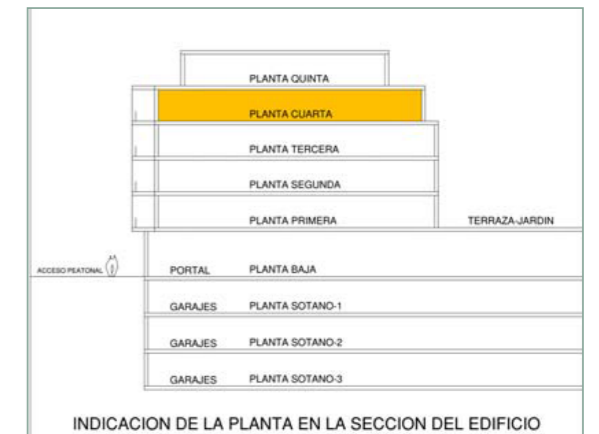 PLANTA QUINTA
PLANTA CUARTA
PLANTA TERCERA
PLANTA SEGUNDA
PLANTA PRIMERA TERRAZA-JARDIN
ACCESO PEATONAL PORTAL PLANTA BAJA
GARAJES PLANTA SOTANO-1
GARAJES PLANTA SOTANO-2
GARAJES PLANTA SOTANO-3
INDICACION DE LA PLANTA EN LA SECCION DEL EDIFICIO